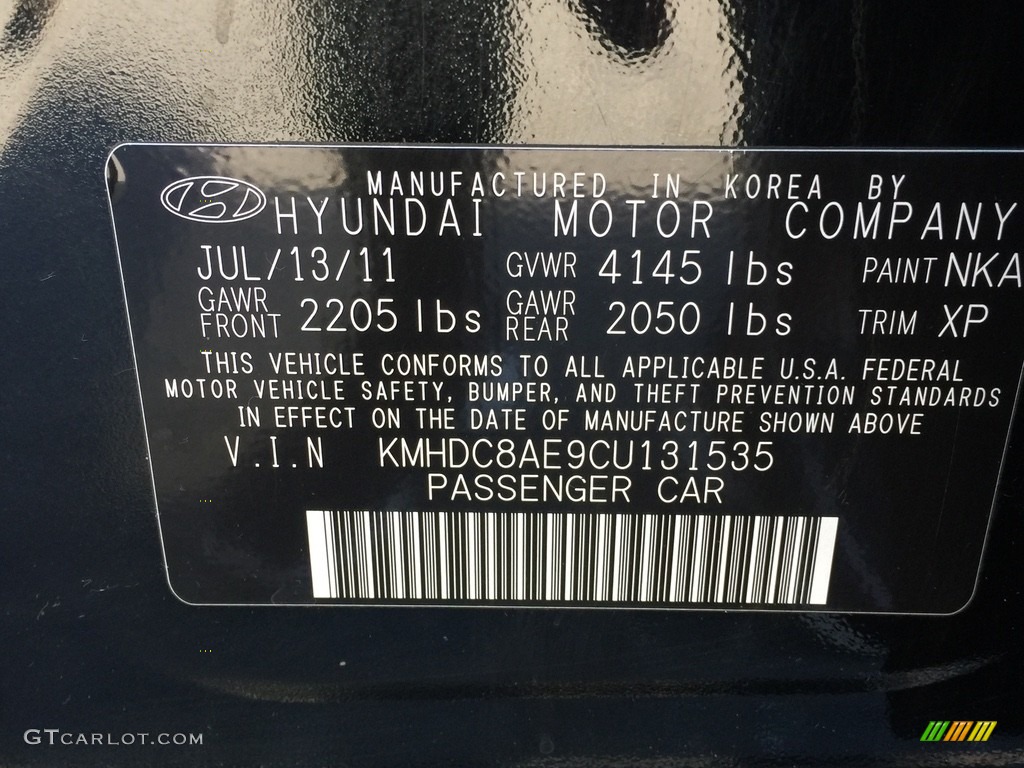 MANUFACTURED IN KOREA BY
HYUNDAI MOTOR COMPANY
JUL/13/11 GVWR 4145 lbs PAINT NKA
GAWR FRONT 2205 lbs GAWR REAR 2050 lbs TRIM XP
THIS VEHICLE CONFORMS TO ALL APPLICABLE U.S.A. FEDERAL
MOTOR VEHICLE SAFETY, BUMPER, AND THEFT PREVENTION STANDARDS
IN EFFECT ON THE DATE OF MANUFACTURE SHOWN ABOVE
V.I.N KMHDC8AE9CU131535
PASSENGER CAR
GTCARLOT.COM